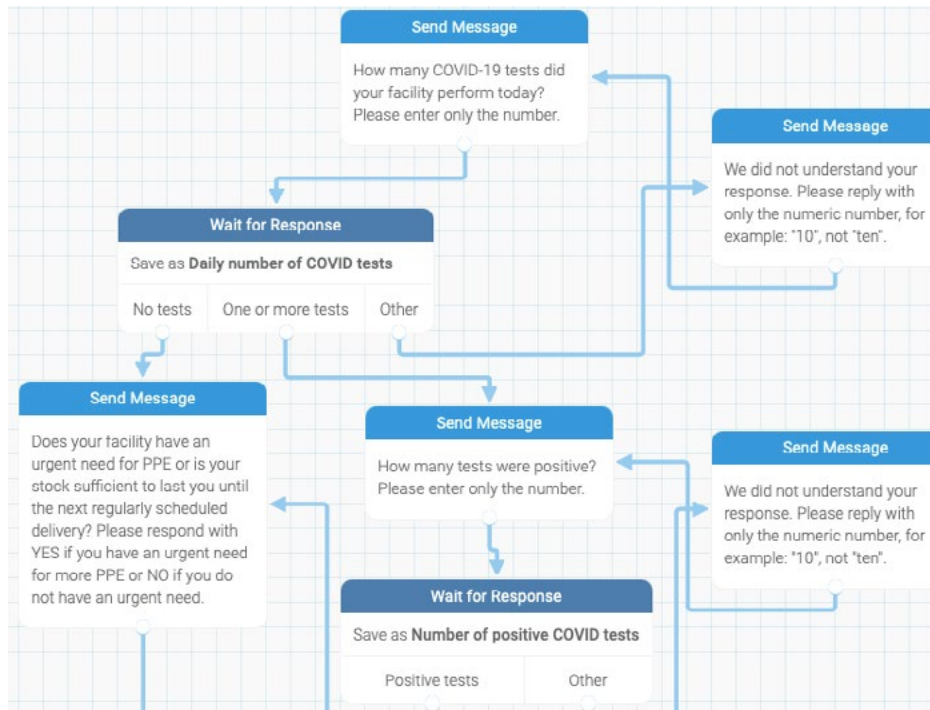 Send Message
How many COVID-19 tests did
your facility perform today?
Please enter only the number.
Send Message
We did not understand your
response. Please reply with
only the numeric number, for
example: "10", not "ten".
Wait for Response
Save as Daily number of COVID tests
No tests
One or more tests
Other
Send Message
Does your facility have an
urgent need for PPE or is your
stock sufficient to last you until
the next regularly scheduled
delivery? Please respond with
YES if you have an urgent need
for more PPE or NO if you do
not have an urgent need.
Send Message
How many tests were positive?
Please enter only the number.
Send Message
We did not understand your
response. Please reply with
only the numeric number, for
example: "10", not "ten".
Wait for Response
Save as Number of positive COVID tests
Positive tests
Other